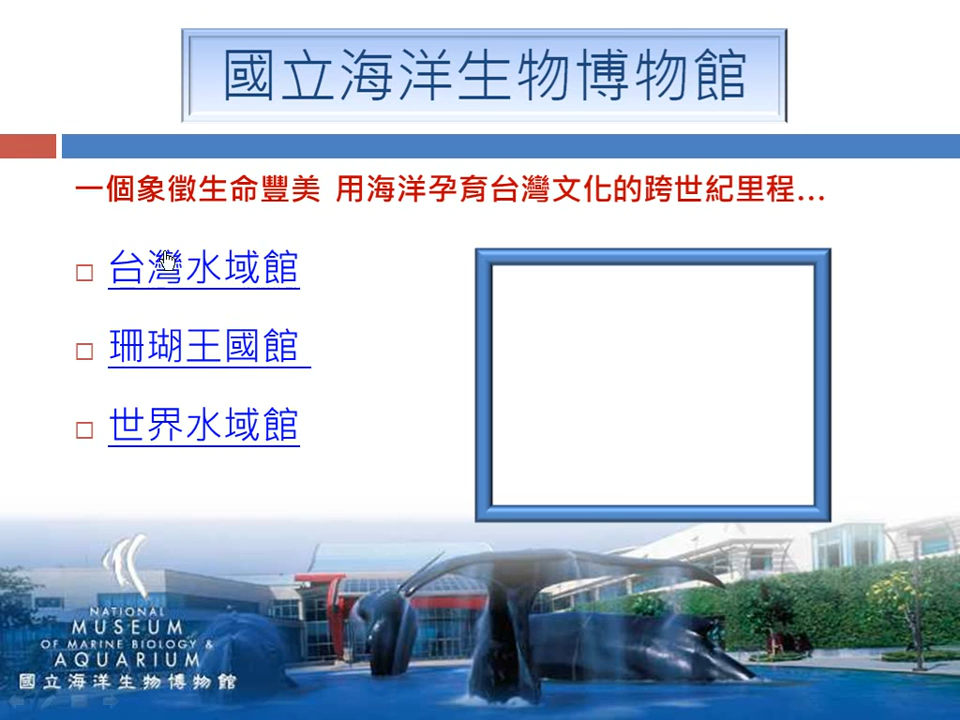 國立海洋生物博物館
一個象徵生命豐美 用海洋孕育台灣文化的跨世紀里程...
台灣水域館
珊瑚王國館
世界水域館
NATIONAL
MUSEUM
OF MARINE BIOLOGY &
AQUARIUM
國立海洋生物博物館